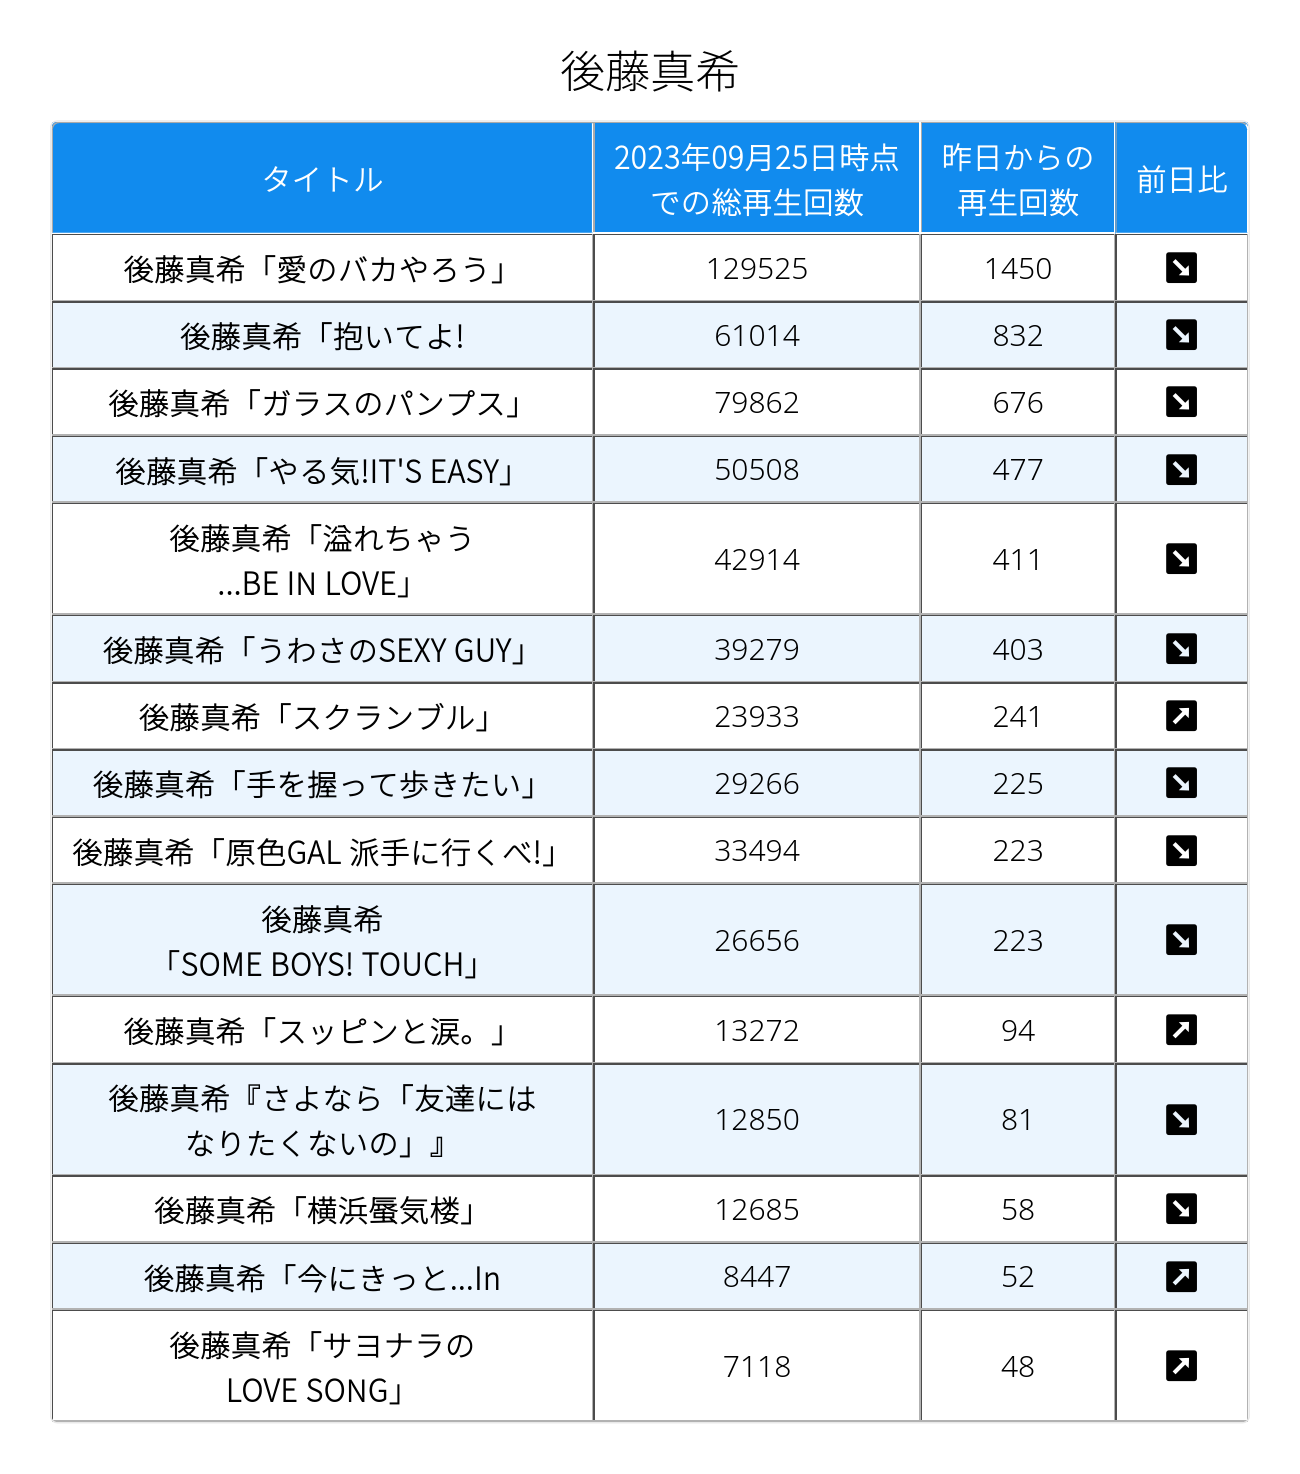 後藤真希
タイトル
2023年09月25日時点
での総再生回数
昨日からの
再生回数
前日比
後藤真希「愛のバカやろう」 129525 1450
後藤真希「抱いてよ! 61014 832
後藤真希「ガラスのパンプス」 79862 676
後藤真希「やる気!IT'S EASY」 50508 477
後藤真希「溢れちゃう
...BE IN LOVE」 42914 411
後藤真希「うわさのSEXY GUY」 39279 403
後藤真希「スクランブル」 23933 241
後藤真希「手を握って歩きたい」 29266 225
後藤真希「原色GAL 派手に行くべ!」 33494 223
後藤真希
「SOME BOYS! TOUCH」 26656 223
後藤真希「スッピンと涙。」 13272 94
後藤真希『さよなら「友達には
なりたくないの」』 12850 81
後藤真希「横浜蜃気楼」 12685 58
後藤真希「今にきっと...In 8447 52
後藤真希「サヨナラの
LOVE SONG」 7118 48